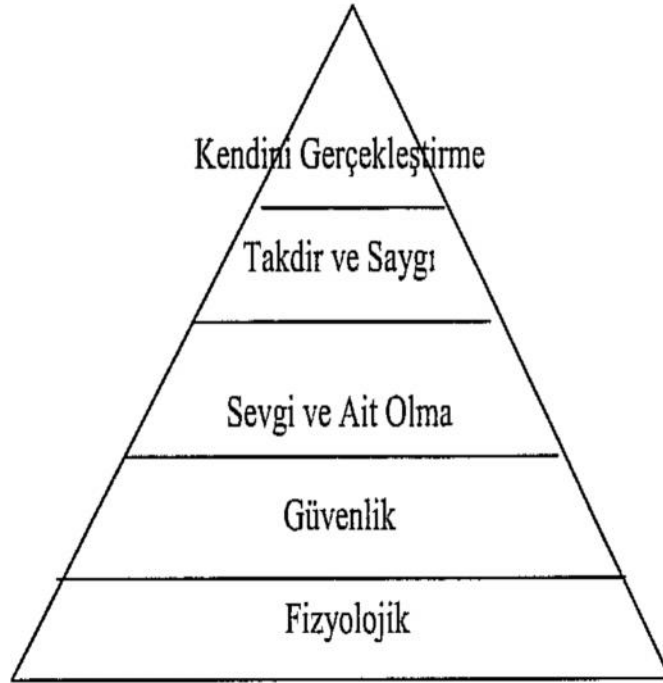 Kendini Gerçekleştirme
Takdir ve Saygı
Sevgi ve Ait Olma
Güvenlik
Fizyolojik